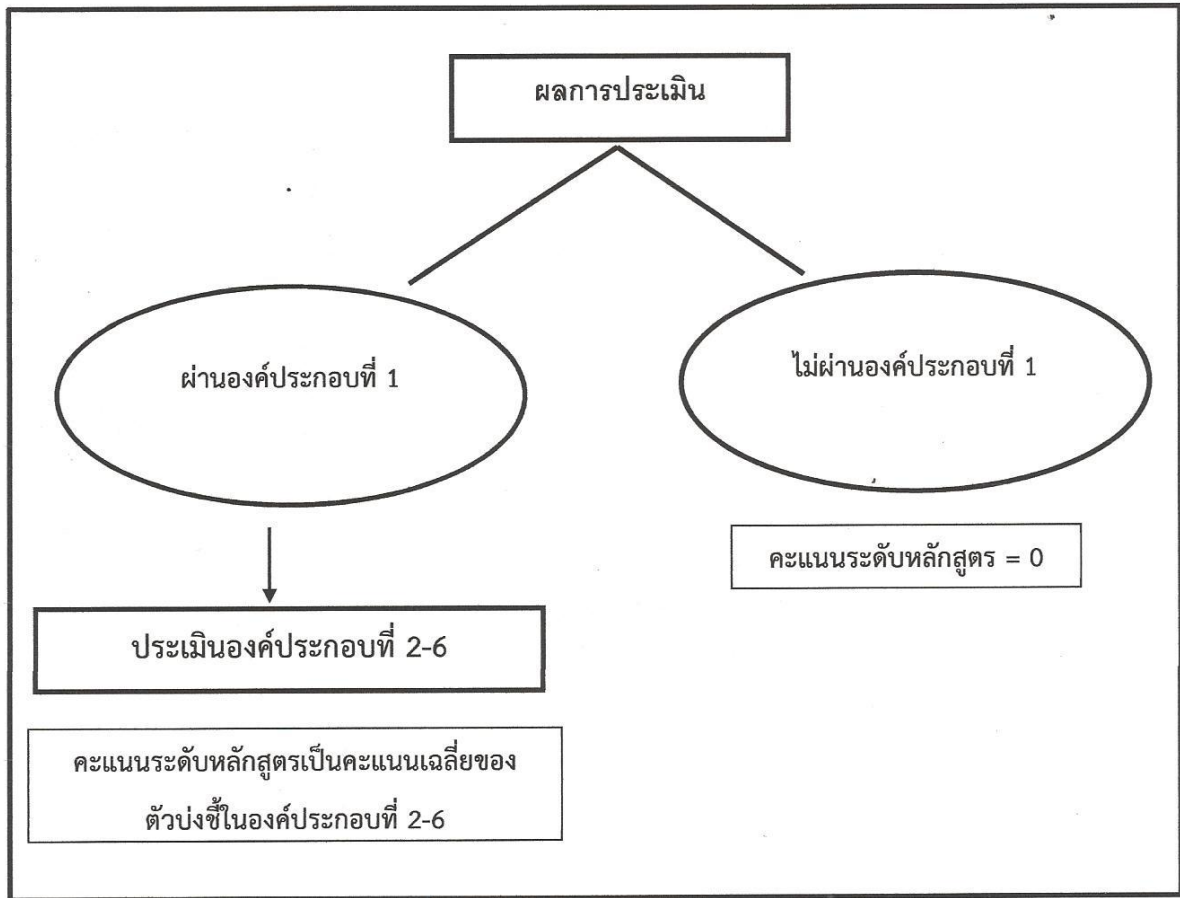 ผลการประเมิน
ผ่านองค์ประกอบที่ 1
ไม่ผ่านองค์ประกอบที่ 1
คะแนนระดับหลักสูตร = 0
ประเมินองค์ประกอบที่ 2-6
คะแนนระดับหลักสูตรเป็นคะแนนเฉลี่ยของ
ตัวบ่งชี้ในองค์ประกอบที่ 2-6